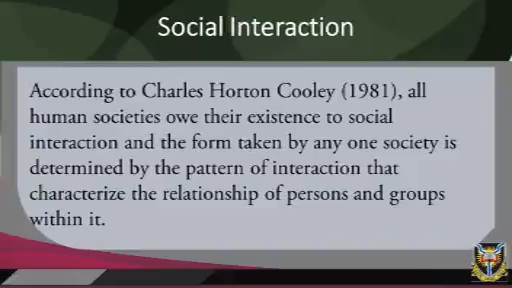 Social Interaction
According to Charles Horton Cooley (1981), all
human societies owe their existence to social
interaction and the form taken by any one society is
determined by the pattern of interaction that
characterize the relationship of persons and groups
within it.